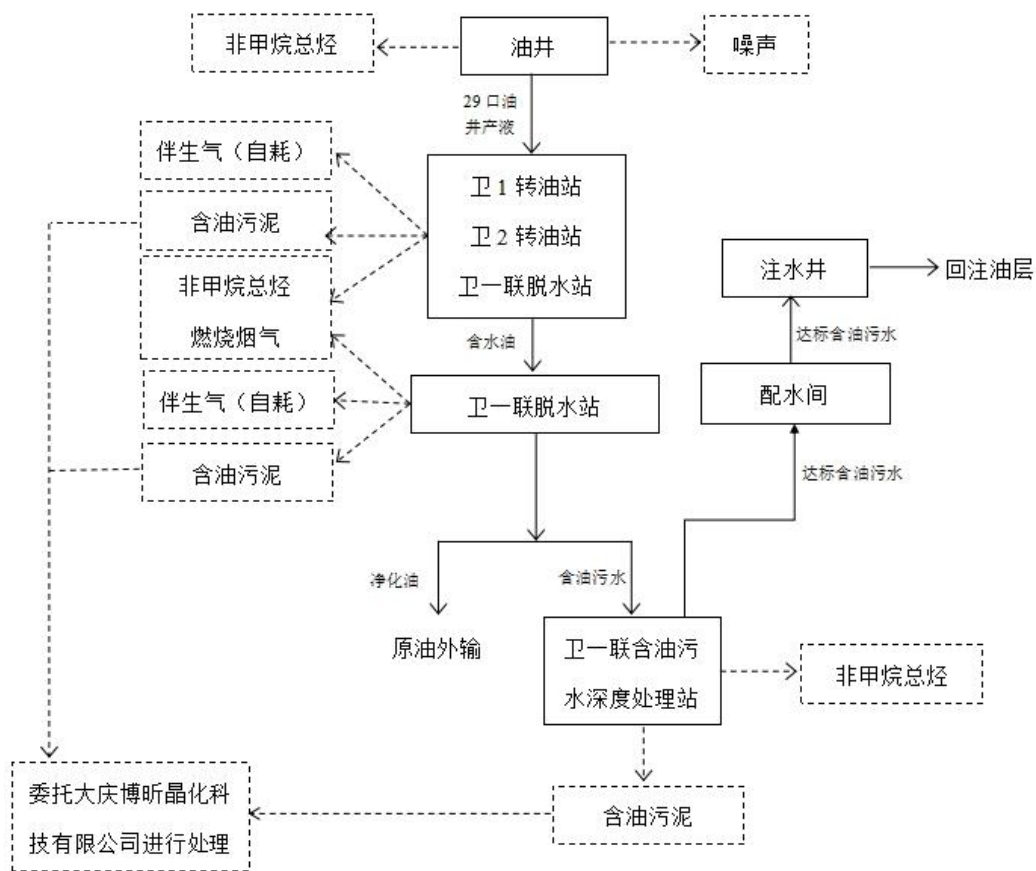 非甲烷总烃
油井
噪声
29 口油
井产液
伴生气（自耗）
含油污泥
非甲烷总烃
燃烧烟气
卫 1 转油站
卫 2 转油站
卫一联脱水站
注水井
回注油层
含水油
达标含油污水
伴生气（自耗）
卫一联脱水站
配水间
含油污泥
达标含油污水
净化油
含油污水
原油外输
卫一联含油污
水深度处理站
非甲烷总烃
委托大庆博昕晶化科
技有限公司进行处理
含油污泥